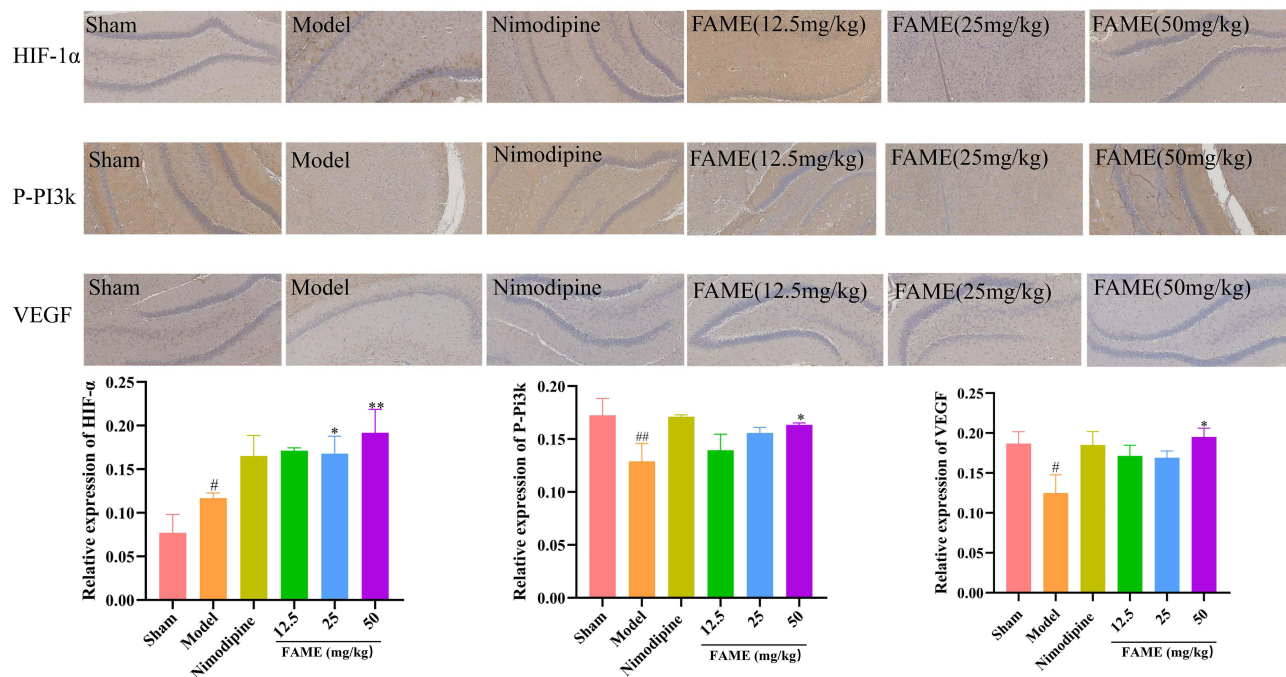 HIF-1α
Sham
Model
Nimodipine
FAME(12.5mg/kg)
FAME(25mg/kg)
FAME(50mg/kg)
P-PI3k
Sham
Model
Nimodipine
FAME(12.5mg/kg)
FAME(25mg/kg)
FAME(50mg/kg)
VEGF
Sham
Model
Nimodipine
FAME(12.5mg/kg)
FAME(25mg/kg)
FAME(50mg/kg)
Relative expression of HIF-α
0.25
0.20
0.15
0.10
0.05
0.00
#
*
**
Sham
Model
Nimodipine
12.5
25
50
FAME (mg/kg)
Relative expression of P-Pi3k
0.20
0.15
0.10
0.05
0.00
##
*
Sham
Model
Nimodipine
12.5
25
50
FAME (mg/kg)
Relative expression of VEGF
0.25
0.20
0.15
0.10
0.05
0.00
#
*
Sham
Model
Nimodipine
12.5
25
50
FAME (mg/kg)